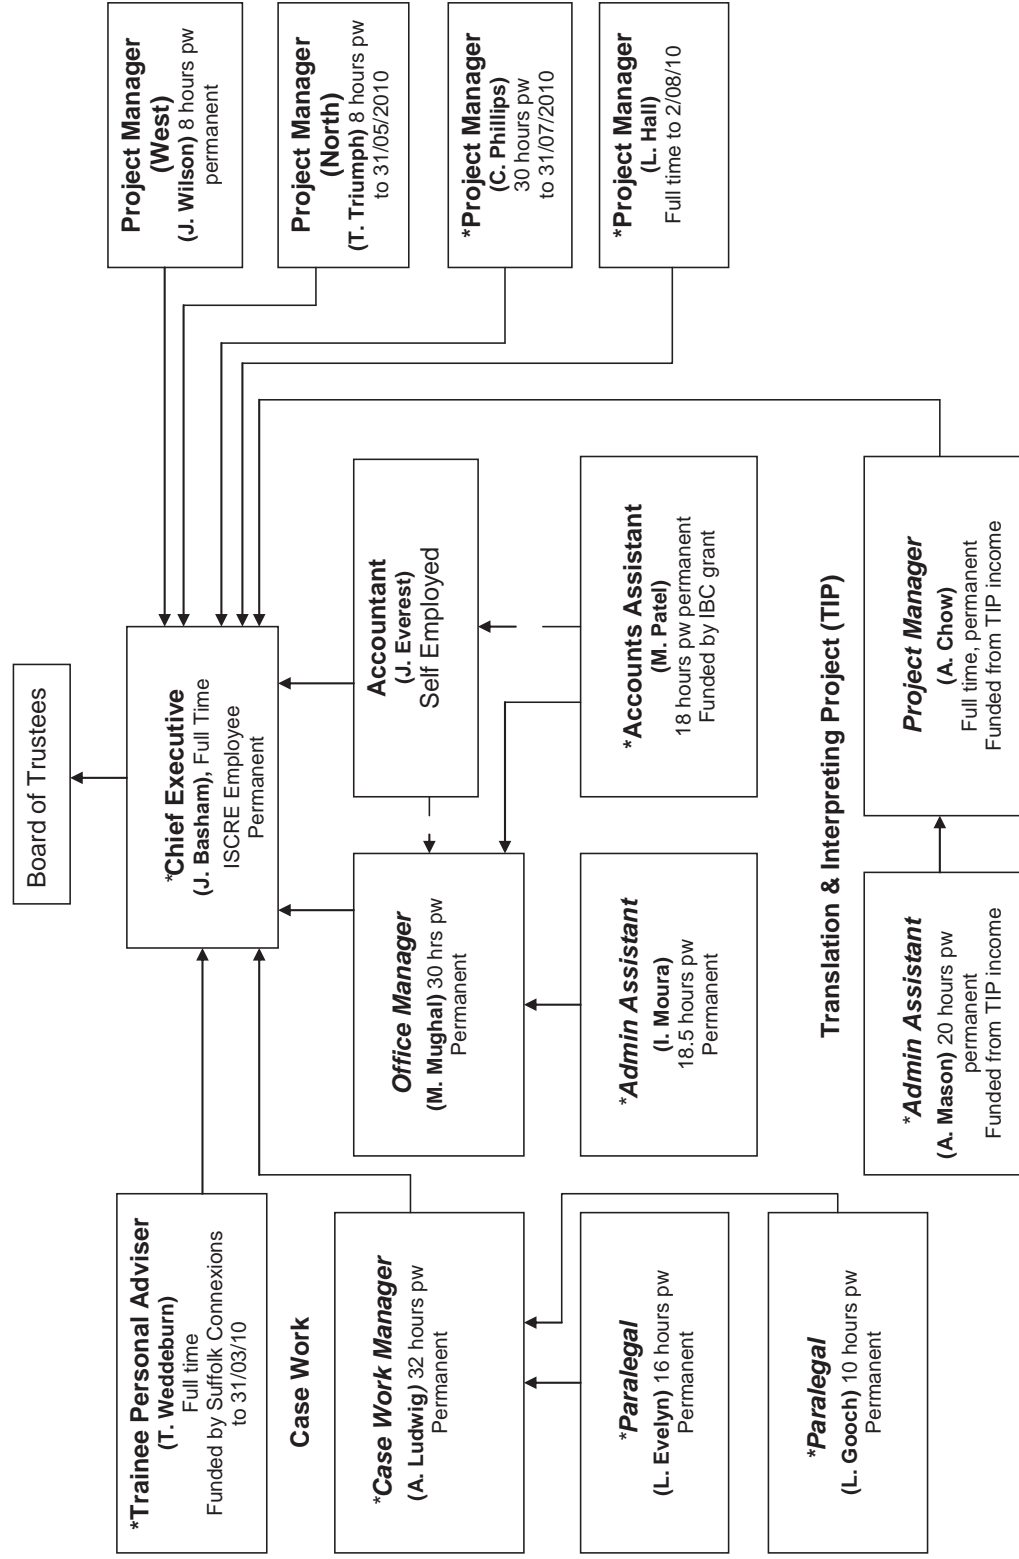 Board of Trustees
*Chief Executive
(J. Basham), Full Time
ISCRE Employee
Permanent
*Trainee Personal Adviser
(T. Weddeburn)
Full time
Funded by Suffolk Connexions
to 31/03/10
Case Work
*Case Work Manager
(A. Ludwig) 32 hours pw
Permanent
*Paralegal
(L. Evelyn) 16 hours pw
Permanent
*Paralegal
(L. Gooch) 10 hours pw
Permanent
Office Manager
(M. Mughal) 30 hrs pw
Permanent
*Admin Assistant
(I. Moura)
18.5 hours pw
Permanent
Accountant
(J. Everest)
Self Employed
*Accounts Assistant
(M. Patel)
18 hours pw permanent
Funded by IBC grant
Translation & Interpreting Project (TIP)
*Admin Assistant
(A. Mason) 20 hours pw
permanent
Funded from TIP income
Project Manager
(A. Chow)
Full time, permanent
Funded from TIP income
Project Manager
(West)
(J. Wilson) 8 hours pw
permanent
Project Manager
(North)
(T. Triumph) 8 hours pw
to 31/05/2010
*Project Manager
(C. Phillips)
30 hours pw
to 31/07/2010
*Project Manager
(L. Hall)
Full time to 2/08/10